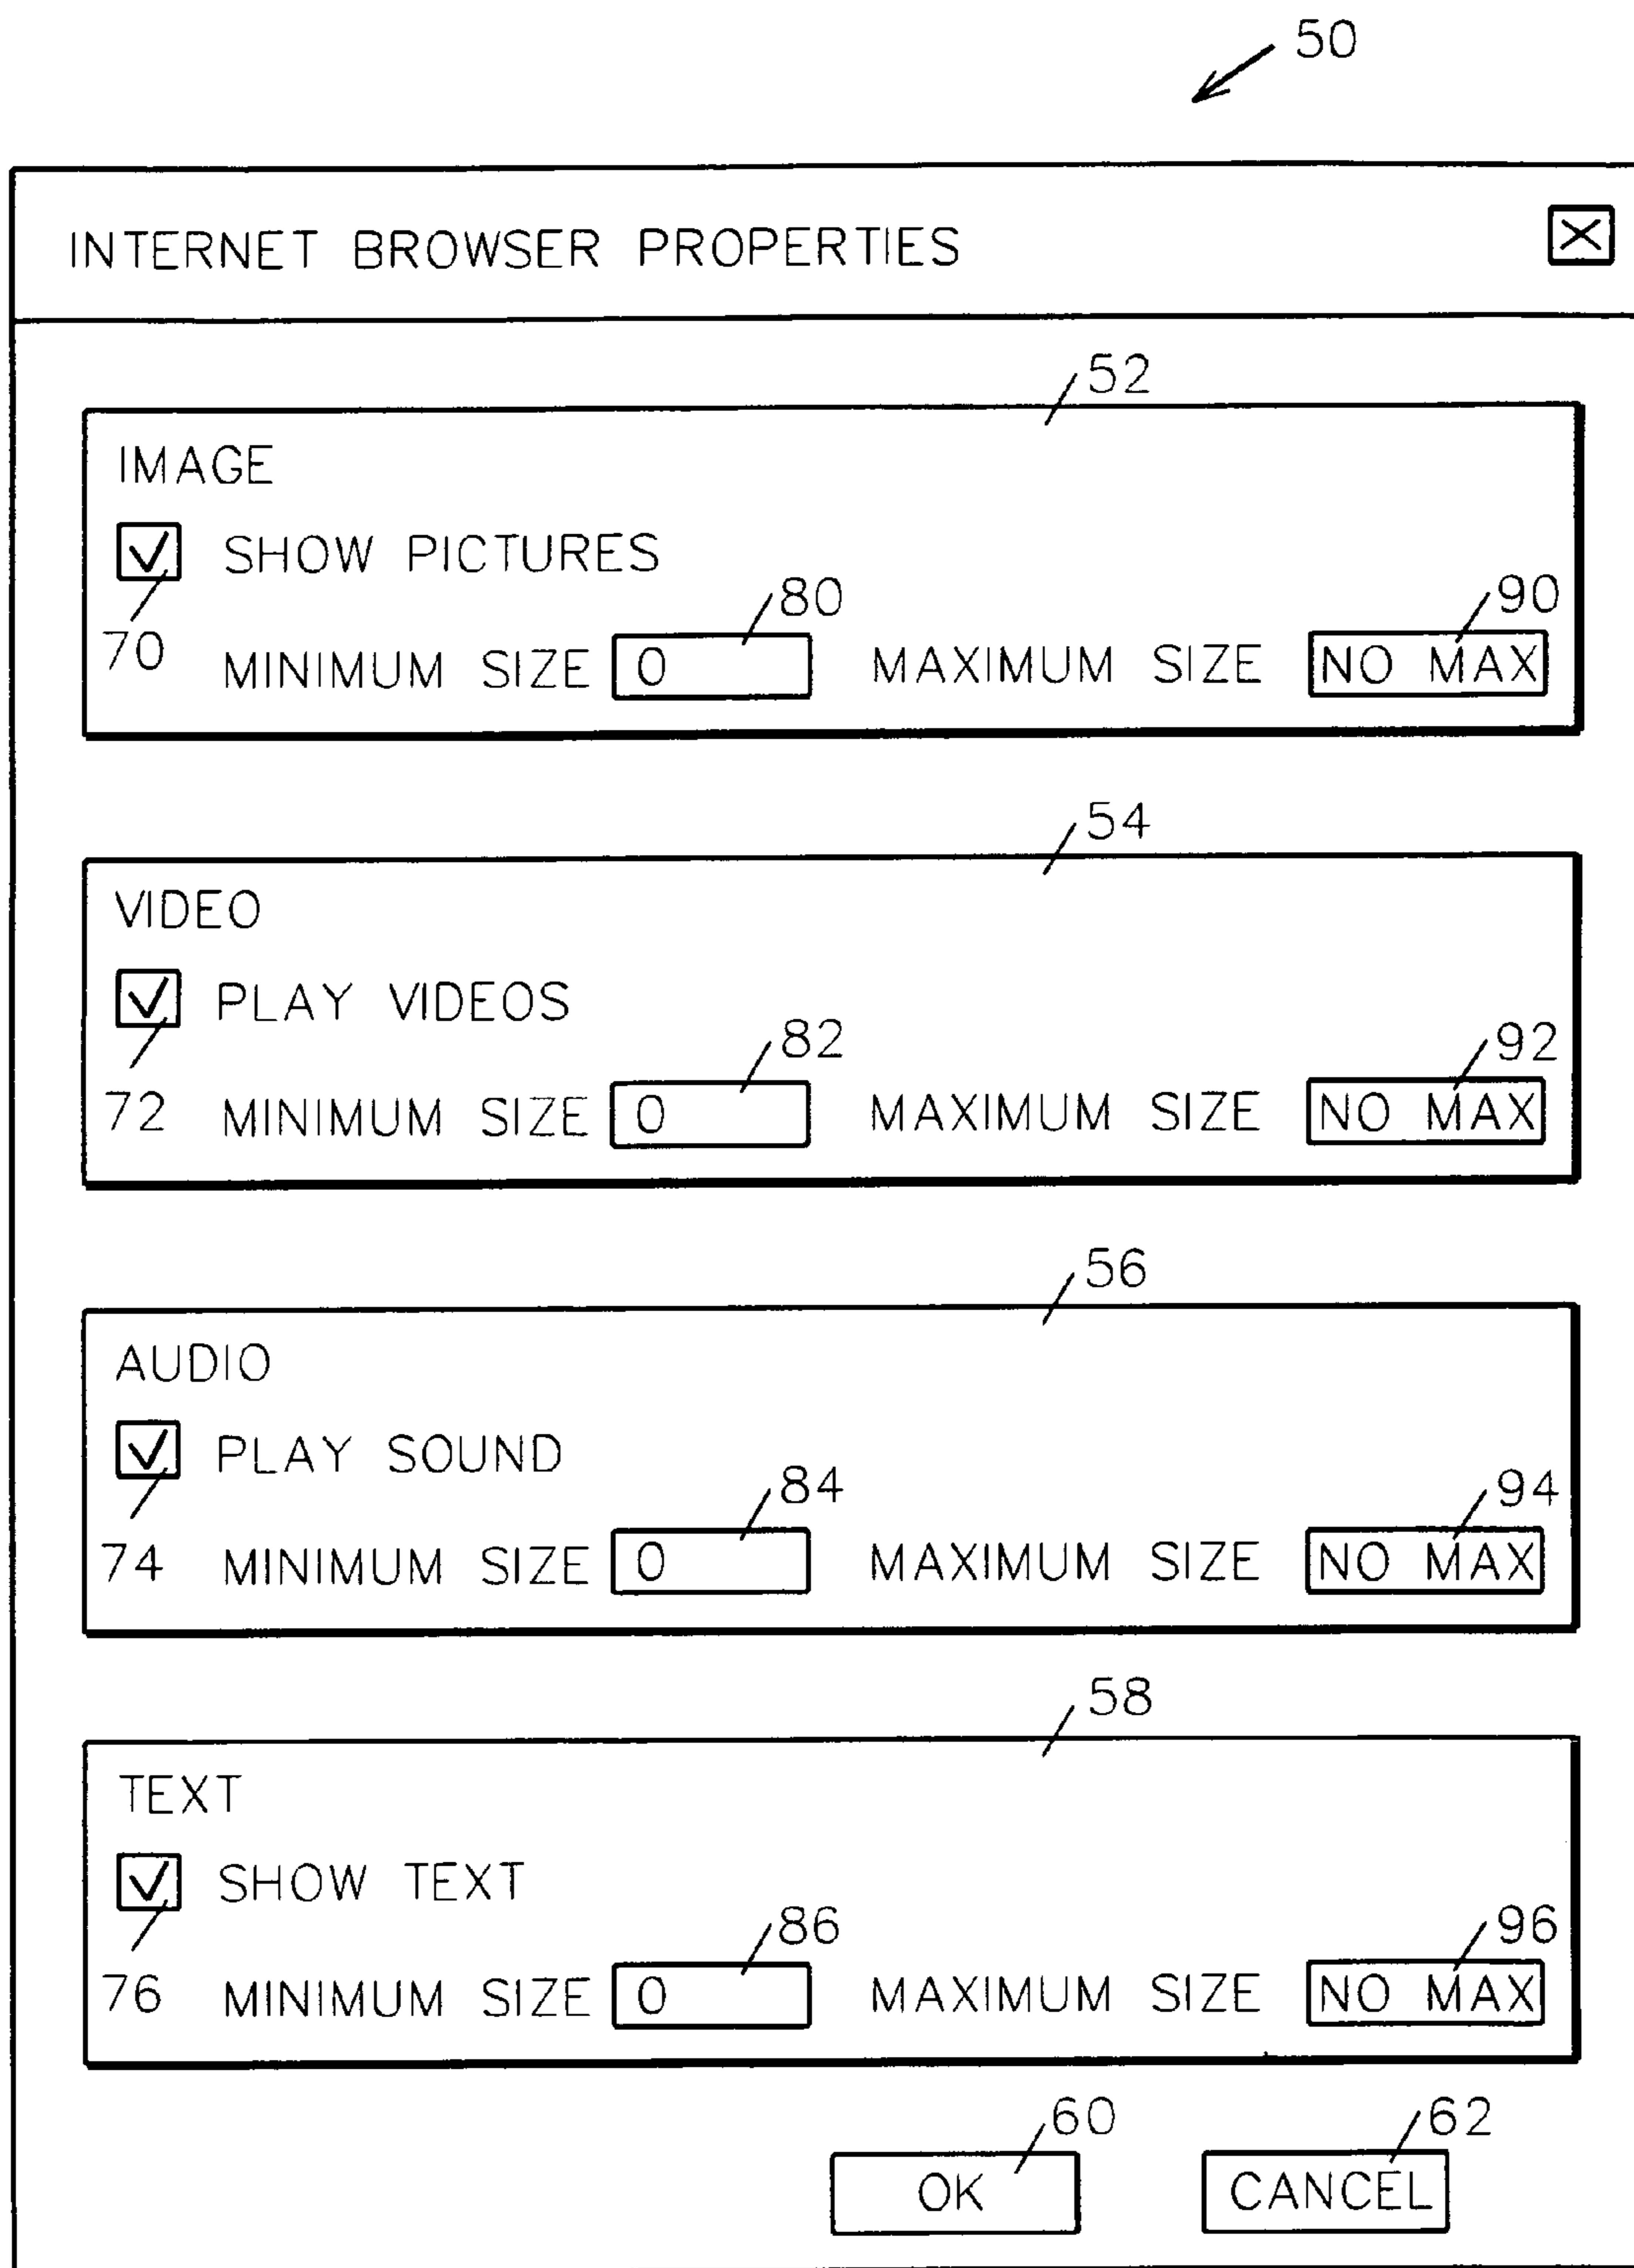 50
INTERNET BROWSER PROPERTIES
52
IMAGE
SHOW PICTURES
80
90
70
MINIMUM SIZE 0 MAXIMUM SIZE NO MAX
54
VIDEO
PLAY VIDEOS
82
92
72 MINIMUM SIZE 0 MAXIMUM SIZE NO MAX
56
AUDIO
PLAY SOUND
84
94
74 MINIMUM SIZE 0 MAXIMUM SIZE NO MAX
58
TEXT
SHOW TEXT
86
96
76 MINIMUM SIZE 0 MAXIMUM SIZE NO MAX
60
62
OK CANCEL